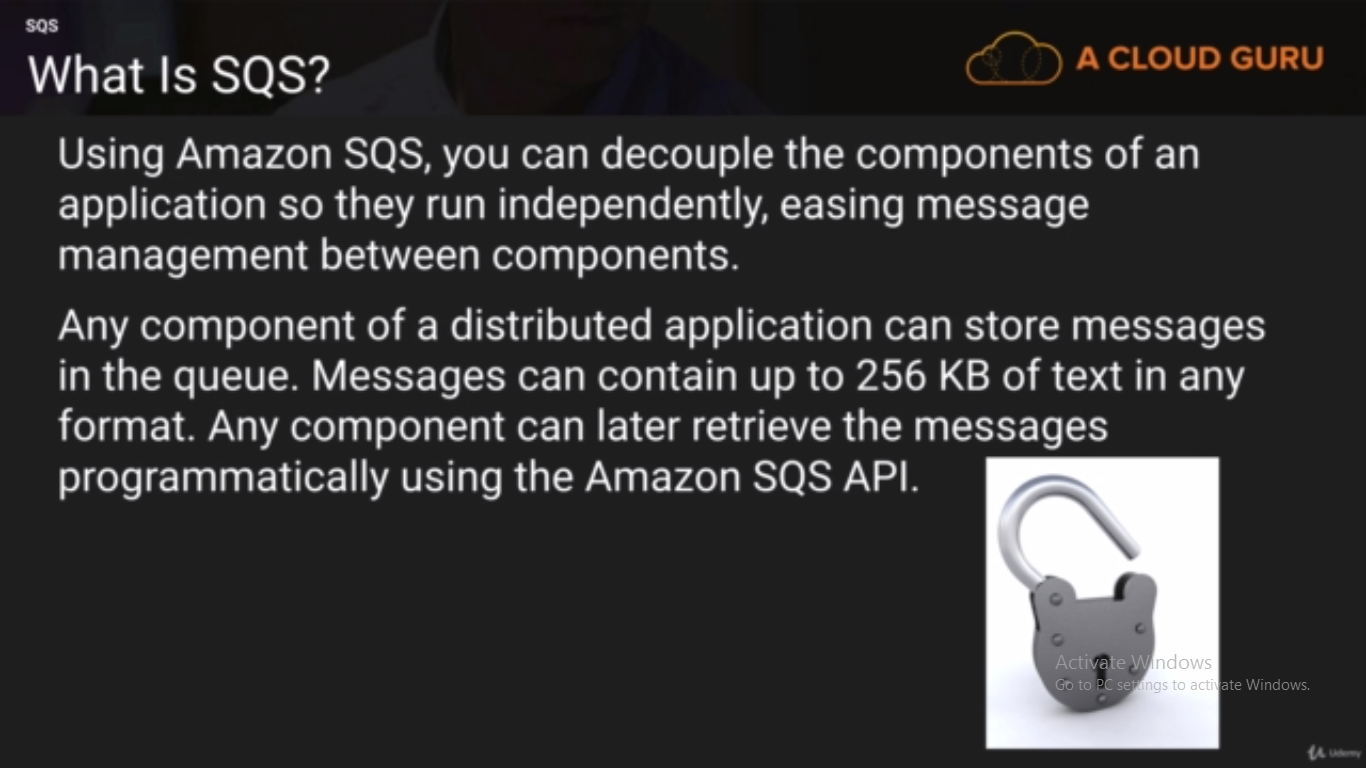 SQS
What Is SQS?
A CLOUD GURU
Using Amazon SQS, you can decouple the components of an
application so they run independently, easing message
management between components.
Any component of a distributed application can store messages
in the queue. Messages can contain up to 256 KB of text in any
format. Any component can later retrieve the messages
programmatically using the Amazon SQS API.
Activate Windows
Go to PC settings to activate Windows.
Udemy